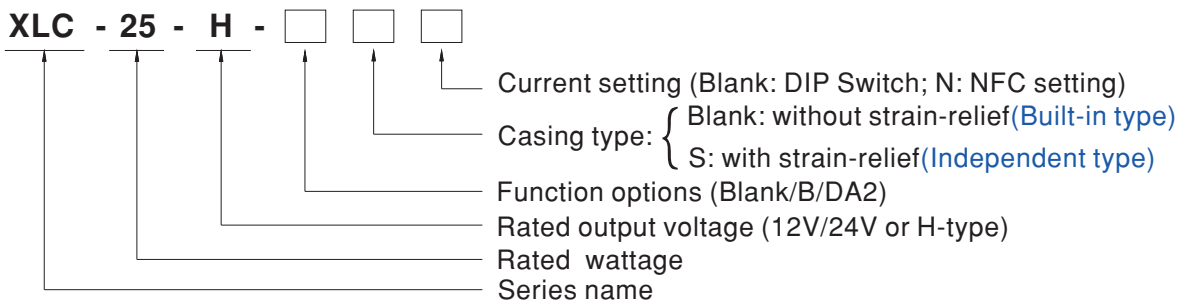 XLC - 25 - H -
Current setting (Blank: DIP Switch; N: NFC setting)
Blank: without strain-relief(Built-in type)
Casing type:
S: with strain-relief(Independent type)
Function options (Blank/B/DA2)
Rated output voltage (12V/24V or H-type)
Rated wattage
Series name